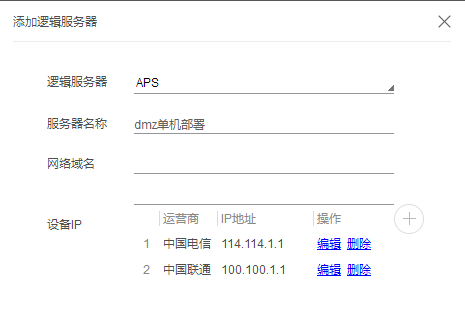 添加逻辑服务器
逻辑服务器 APS
服务器名称 dmz单机部署
网络域名
设备IP
运营商 IP地址 操作
1 中国电信 114.114.1.1 编辑 删除
2 中国联通 100.100.1.1 编辑 删除